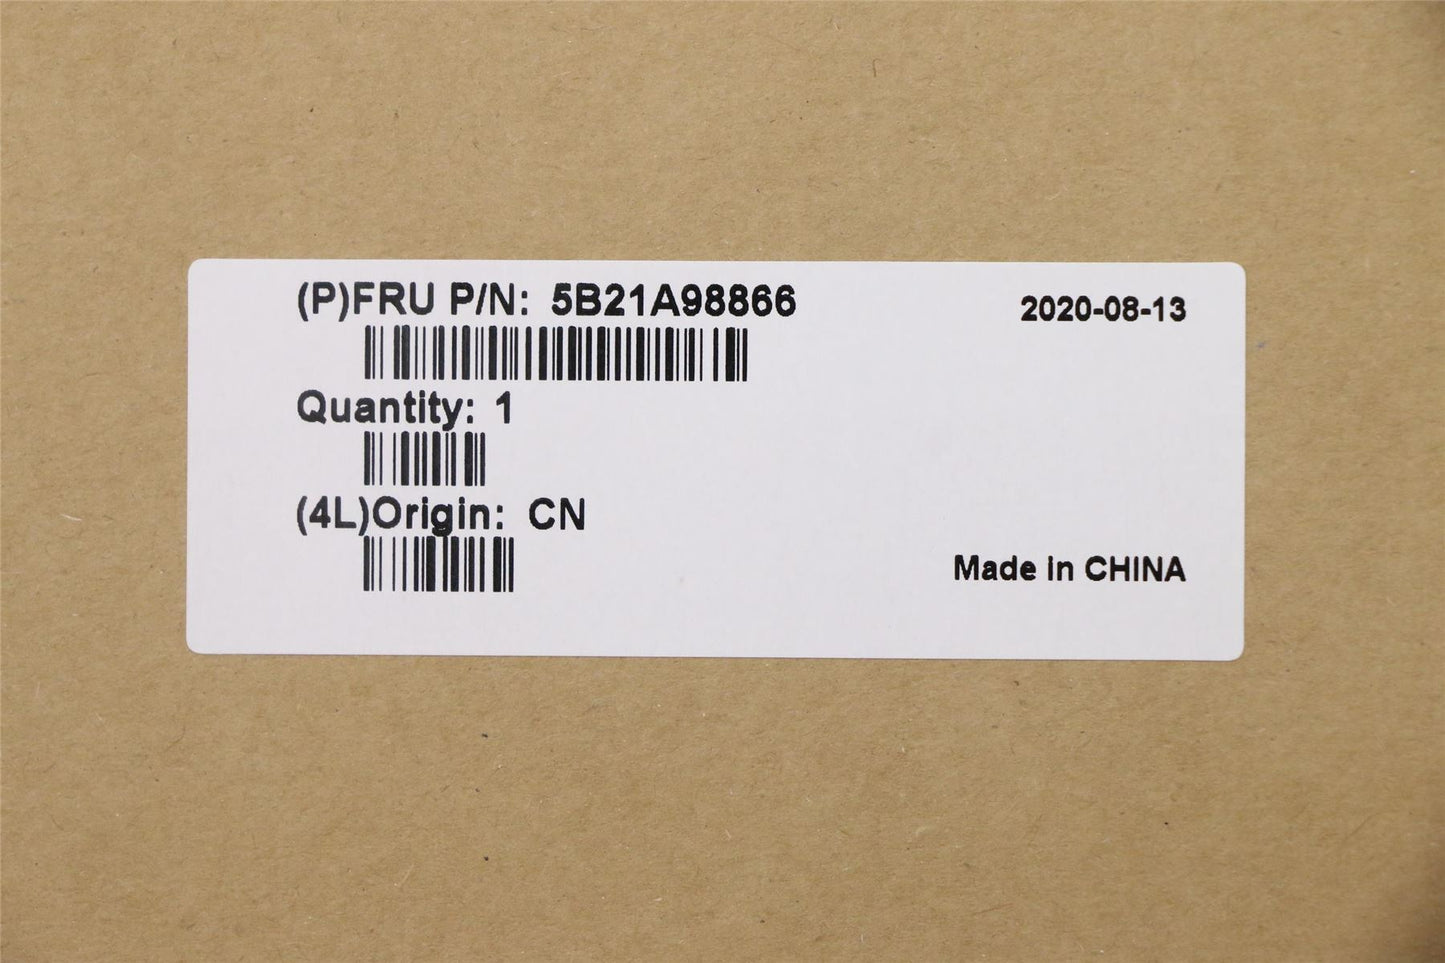 (P)FRU P/N: 5B21A98866
2020-08-13
Quantity: 1
(4L)Origin: CN
Made in CHINA